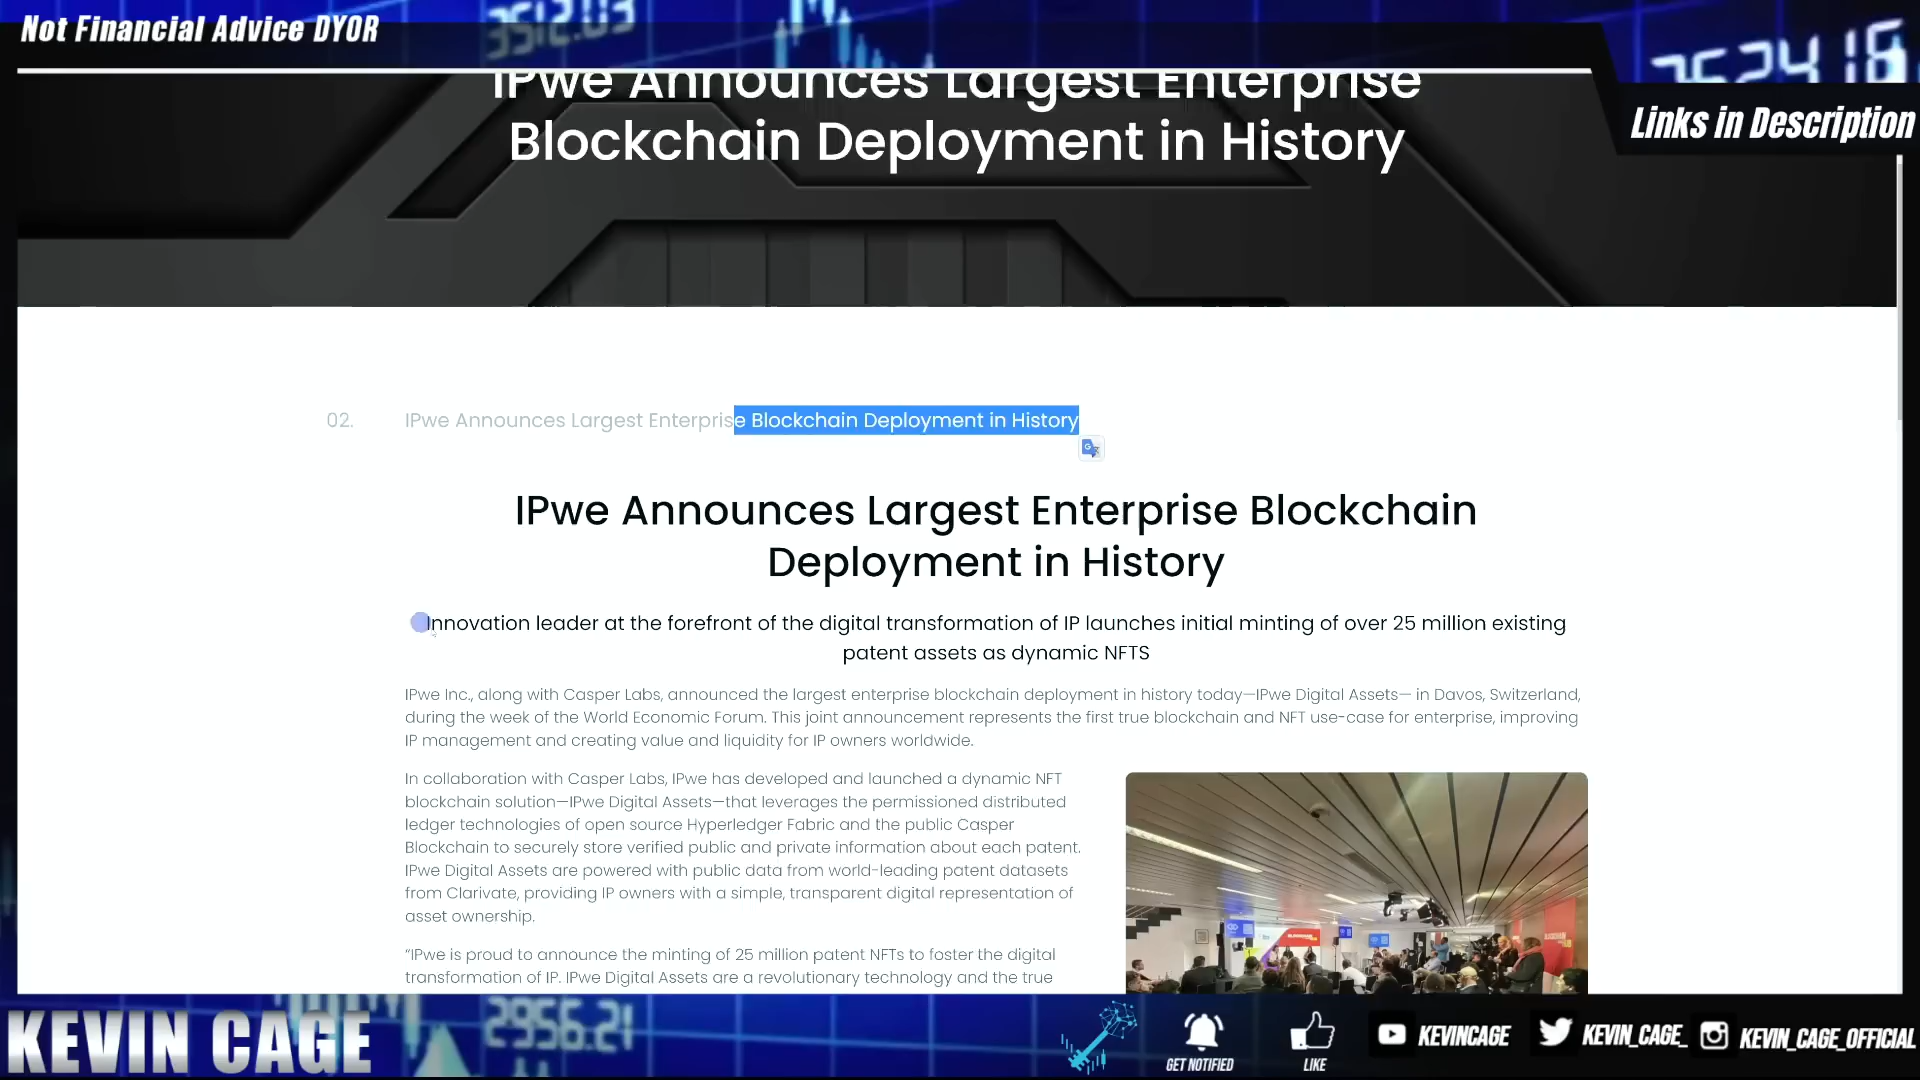 Not Financial Advice DYOR
3512.03
7624.16
Links in Description
IPwe Announces Largest Enterprise
Blockchain Deployment in History
02. IPwe Announces Largest Enterprise Blockchain Deployment in History
IPwe Announces Largest Enterprise Blockchain
Deployment in History
Innovation leader at the forefront of the digital transformation of IP launches initial minting of over 25 million existing
patent assets as dynamic NFTS
IPwe Inc., along with Casper Labs, announced the largest enterprise blockchain deployment in history today—IPwe Digital Assets— in Davos, Switzerland,
during the week of the World Economic Forum. This joint announcement represents the first true blockchain and NFT use-case for enterprise, improving
IP management and creating value and liquidity for IP owners worldwide.
In collaboration with Casper Labs, IPwe has developed and launched a dynamic NFT
blockchain solution—IPwe Digital Assets—that leverages the permissioned distributed
ledger technologies of open source Hyperledger Fabric and the public Casper
Blockchain to securely store verified public and private information about each patent.
IPwe Digital Assets are powered with public data from world-leading patent datasets
from Clarivate, providing IP owners with a simple, transparent digital representation of
asset ownership.
“IPwe is proud to announce the minting of 25 million patent NFTs to foster the digital
transformation of IP. IPwe Digital Assets are a revolutionary technology and the true
KEVIN CAGE
2956.21
GET NOTIFIED
LIKE
KEVINCAGE
KEVIN_CAGE_
KEVIN_CAGE_OFFICIAL